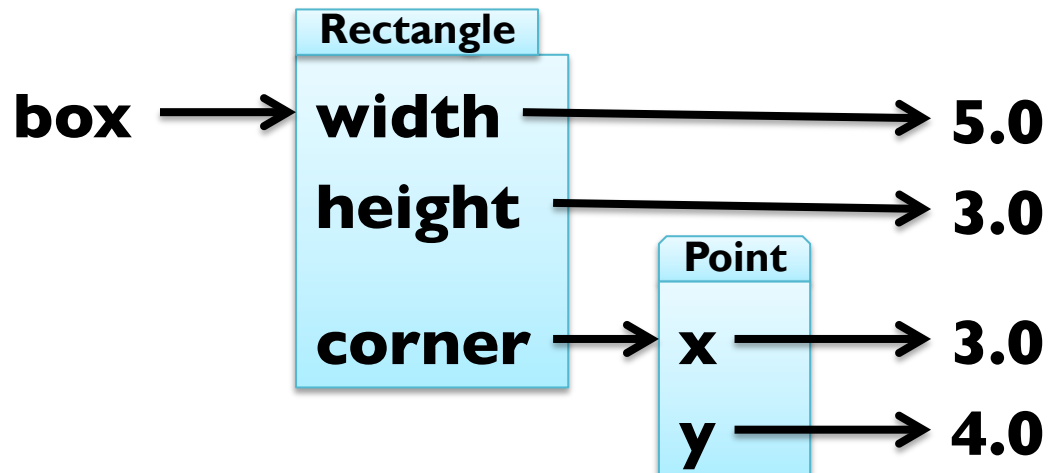 Rectangle
box width 5.0
height 3.0
Point
corner x 3.0
y 4.0